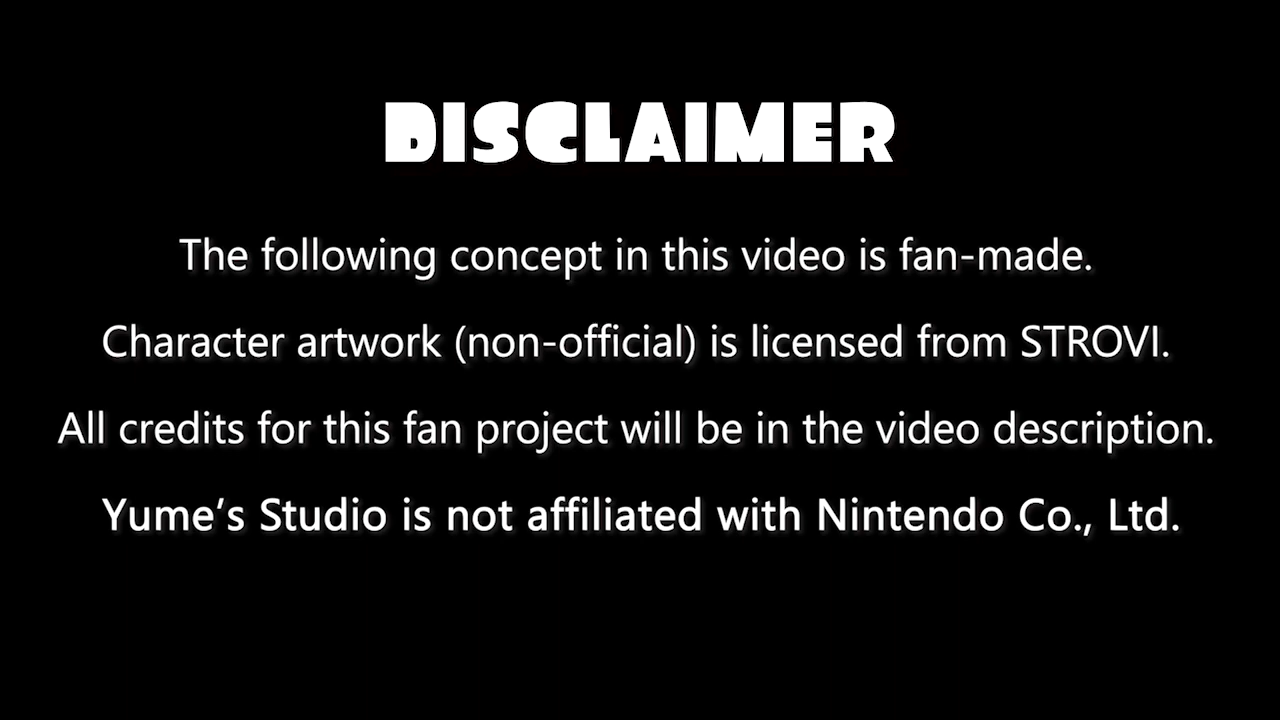 DISCLAIMER
The following concept in this video is fan-made.
Character artwork (non-official) is licensed from STROVI.
All credits for this fan project will be in the video description.
Yume’s Studio is not affiliated with Nintendo Co., Ltd.